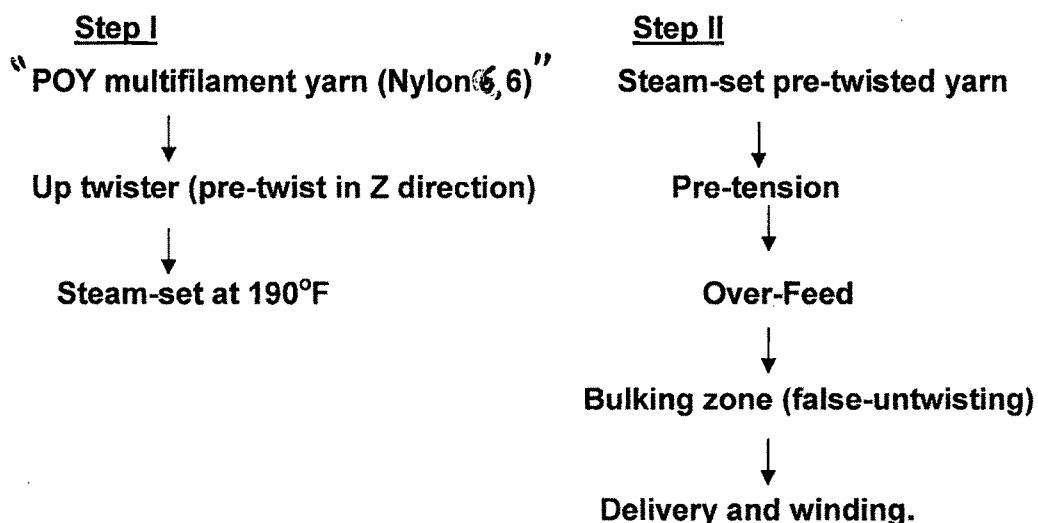 Step I
"POY multifilament yarn (Nylon 6,6)"
Up twister (pre-twist in Z direction)
Steam-set at 190°F
Step II
Steam-set pre-twisted yarn
Pre-tension
Over-Feed
Bulking zone (false-untwisting)
Delivery and winding.